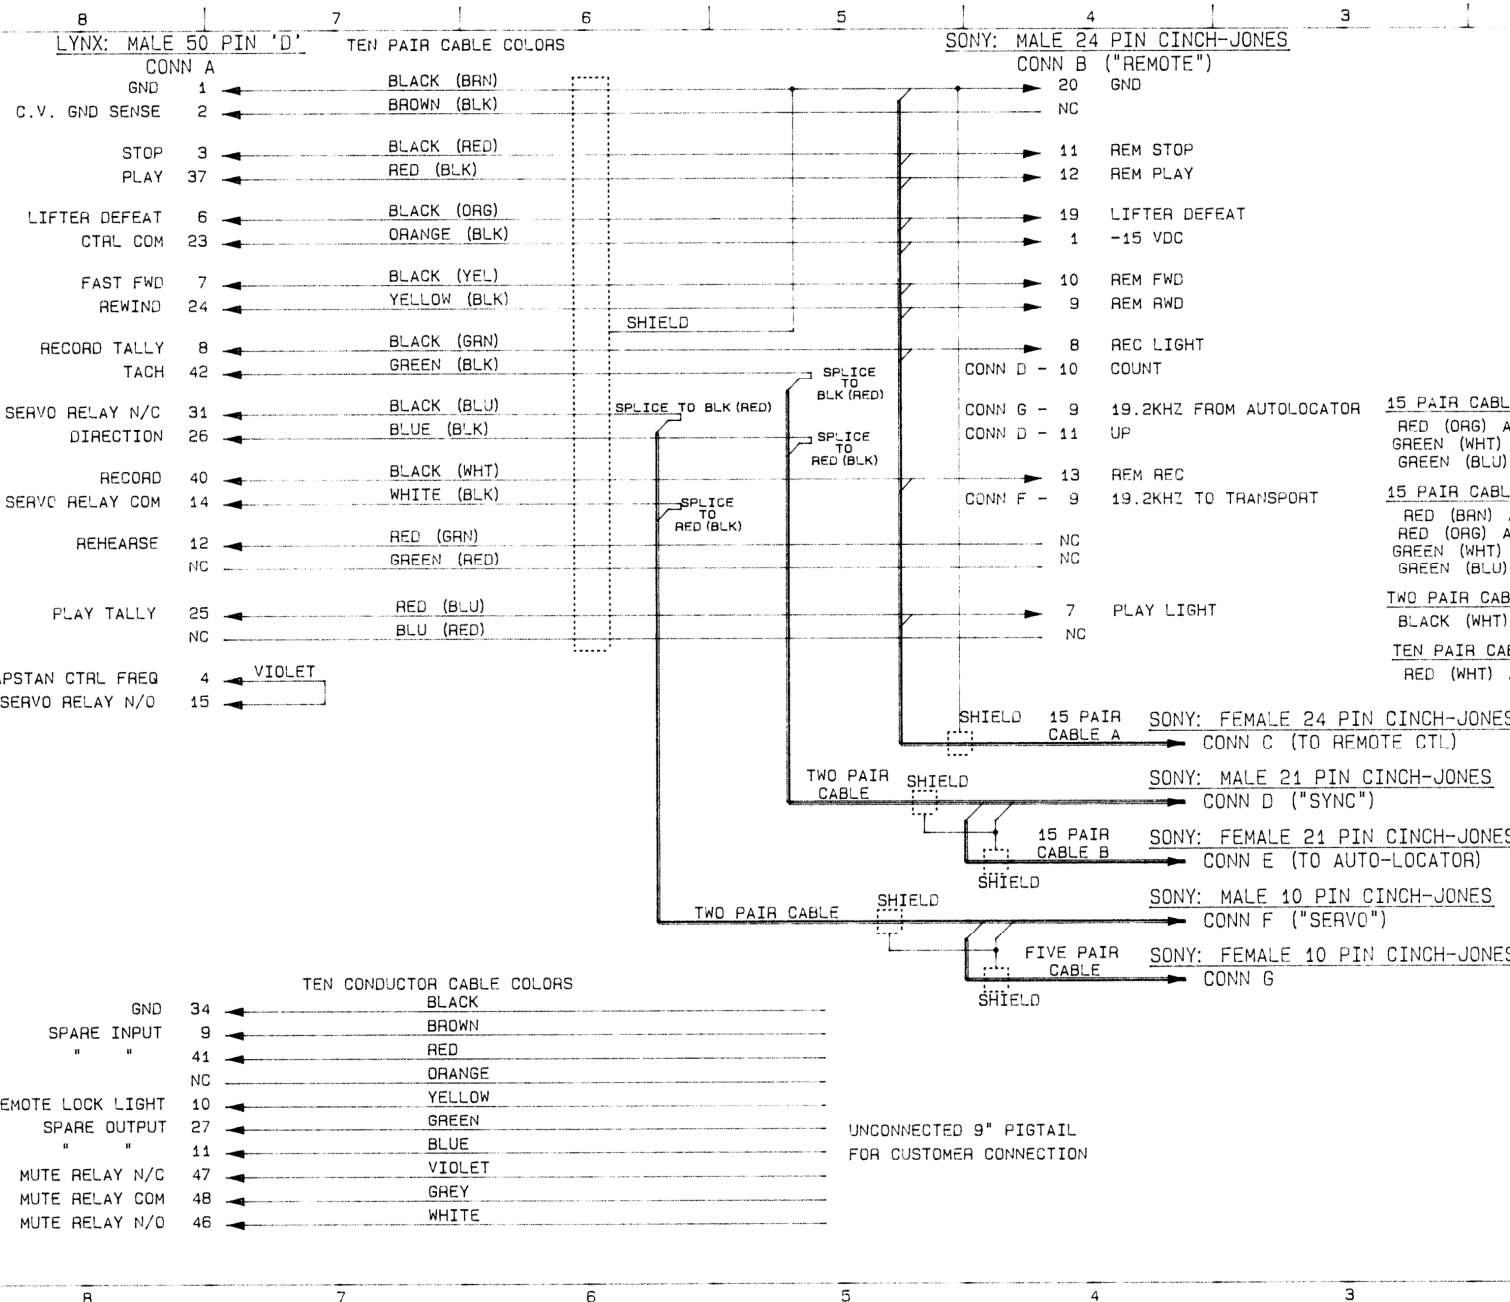 8 7 6 5 4 3
LYNX: MALE 50 PIN 'D' TEN PAIR CABLE COLORS SONY: MALE 24 PIN CINCH-JONES
CONN A CONN B ("REMOTE")
GND 1 BLACK (BRN) 20 GND
C.V. GND SENSE 2 BROWN (BLK) NC
STOP 3 BLACK (RED) 11 REM STOP
PLAY 37 RED (BLK) 12 REM PLAY
LIFTER DEFEAT 6 BLACK (ORG) 19 LIFTER DEFEAT
CTRL COM 23 ORANGE (BLK) 1 -15 VDC
FAST FWD 7 BLACK (YEL) 10 REM FWD
REWIND 24 YELLOW (BLK) 9 REM RWD
SHIELD
RECORD TALLY 8 BLACK (GRN) 8 REC LIGHT
TACH 42 GREEN (BLK) SPLICE TO BLK (RED) CONN D - 10 COUNT
SERVO RELAY N/C 31 BLACK (BLU) SPLICE TO BLK (RED) CONN G - 9 19.2KHZ FROM AUTOLOCATOR
DIRECTION 26 BLUE (BLK) SPLICE TO RED (BLK) CONN D - 11 UP
RECORD 40 BLACK (WHT) 13 REM REC
SERVO RELAY COM 14 WHITE (BLK) SPLICE TO RED (BLK) CONN F - 9 19.2KHZ TO TRANSPORT
REHEARSE 12 RED (GRN) NC
NC GREEN (RED) NC
PLAY TALLY 25 RED (BLU) 7 PLAY LIGHT
NC BLU (RED) NC
APSTAN CTRL FREQ 4 VIOLET
SERVO RELAY N/O 15
15 PAIR CABL
RED (ORG) A
GREEN (WHT)
GREEN (BLU)
15 PAIR CABL
RED (BRN)
RED (ORG) A
GREEN (WHT)
GREEN (BLU)
TWO PAIR CAB
BLACK (WHT)
TEN PAIR CA
RED (WHT)
SHIELD 15 PAIR CABLE A SONY: FEMALE 24 PIN CINCH-JONES
CONN C (TO REMOTE CTL)
TWO PAIR CABLE SHIELD SONY: MALE 21 PIN CINCH-JONES
CONN D ("SYNC")
15 PAIR CABLE B SONY: FEMALE 21 PIN CINCH-JONES
CONN E (TO AUTO-LOCATOR)
SHIELD
TWO PAIR CABLE SHIELD SONY: MALE 10 PIN CINCH-JONES
CONN F ("SERVO")
FIVE PAIR CABLE SONY: FEMALE 10 PIN CINCH-JONES
CONN G
SHIELD
TEN CONDUCTOR CABLE COLORS
GND 34 BLACK
SPARE INPUT 9 BROWN
" " 41 RED
NC ORANGE
EMOTE LOCK LIGHT 10 YELLOW
SPARE OUTPUT 27 GREEN
" " 11 BLUE
MUTE RELAY N/C 47 VIOLET
MUTE RELAY COM 48 GREY
MUTE RELAY N/O 46 WHITE
UNCONNECTED 9" PIGTAIL
FOR CUSTOMER CONNECTION
8 7 6 5 4 3